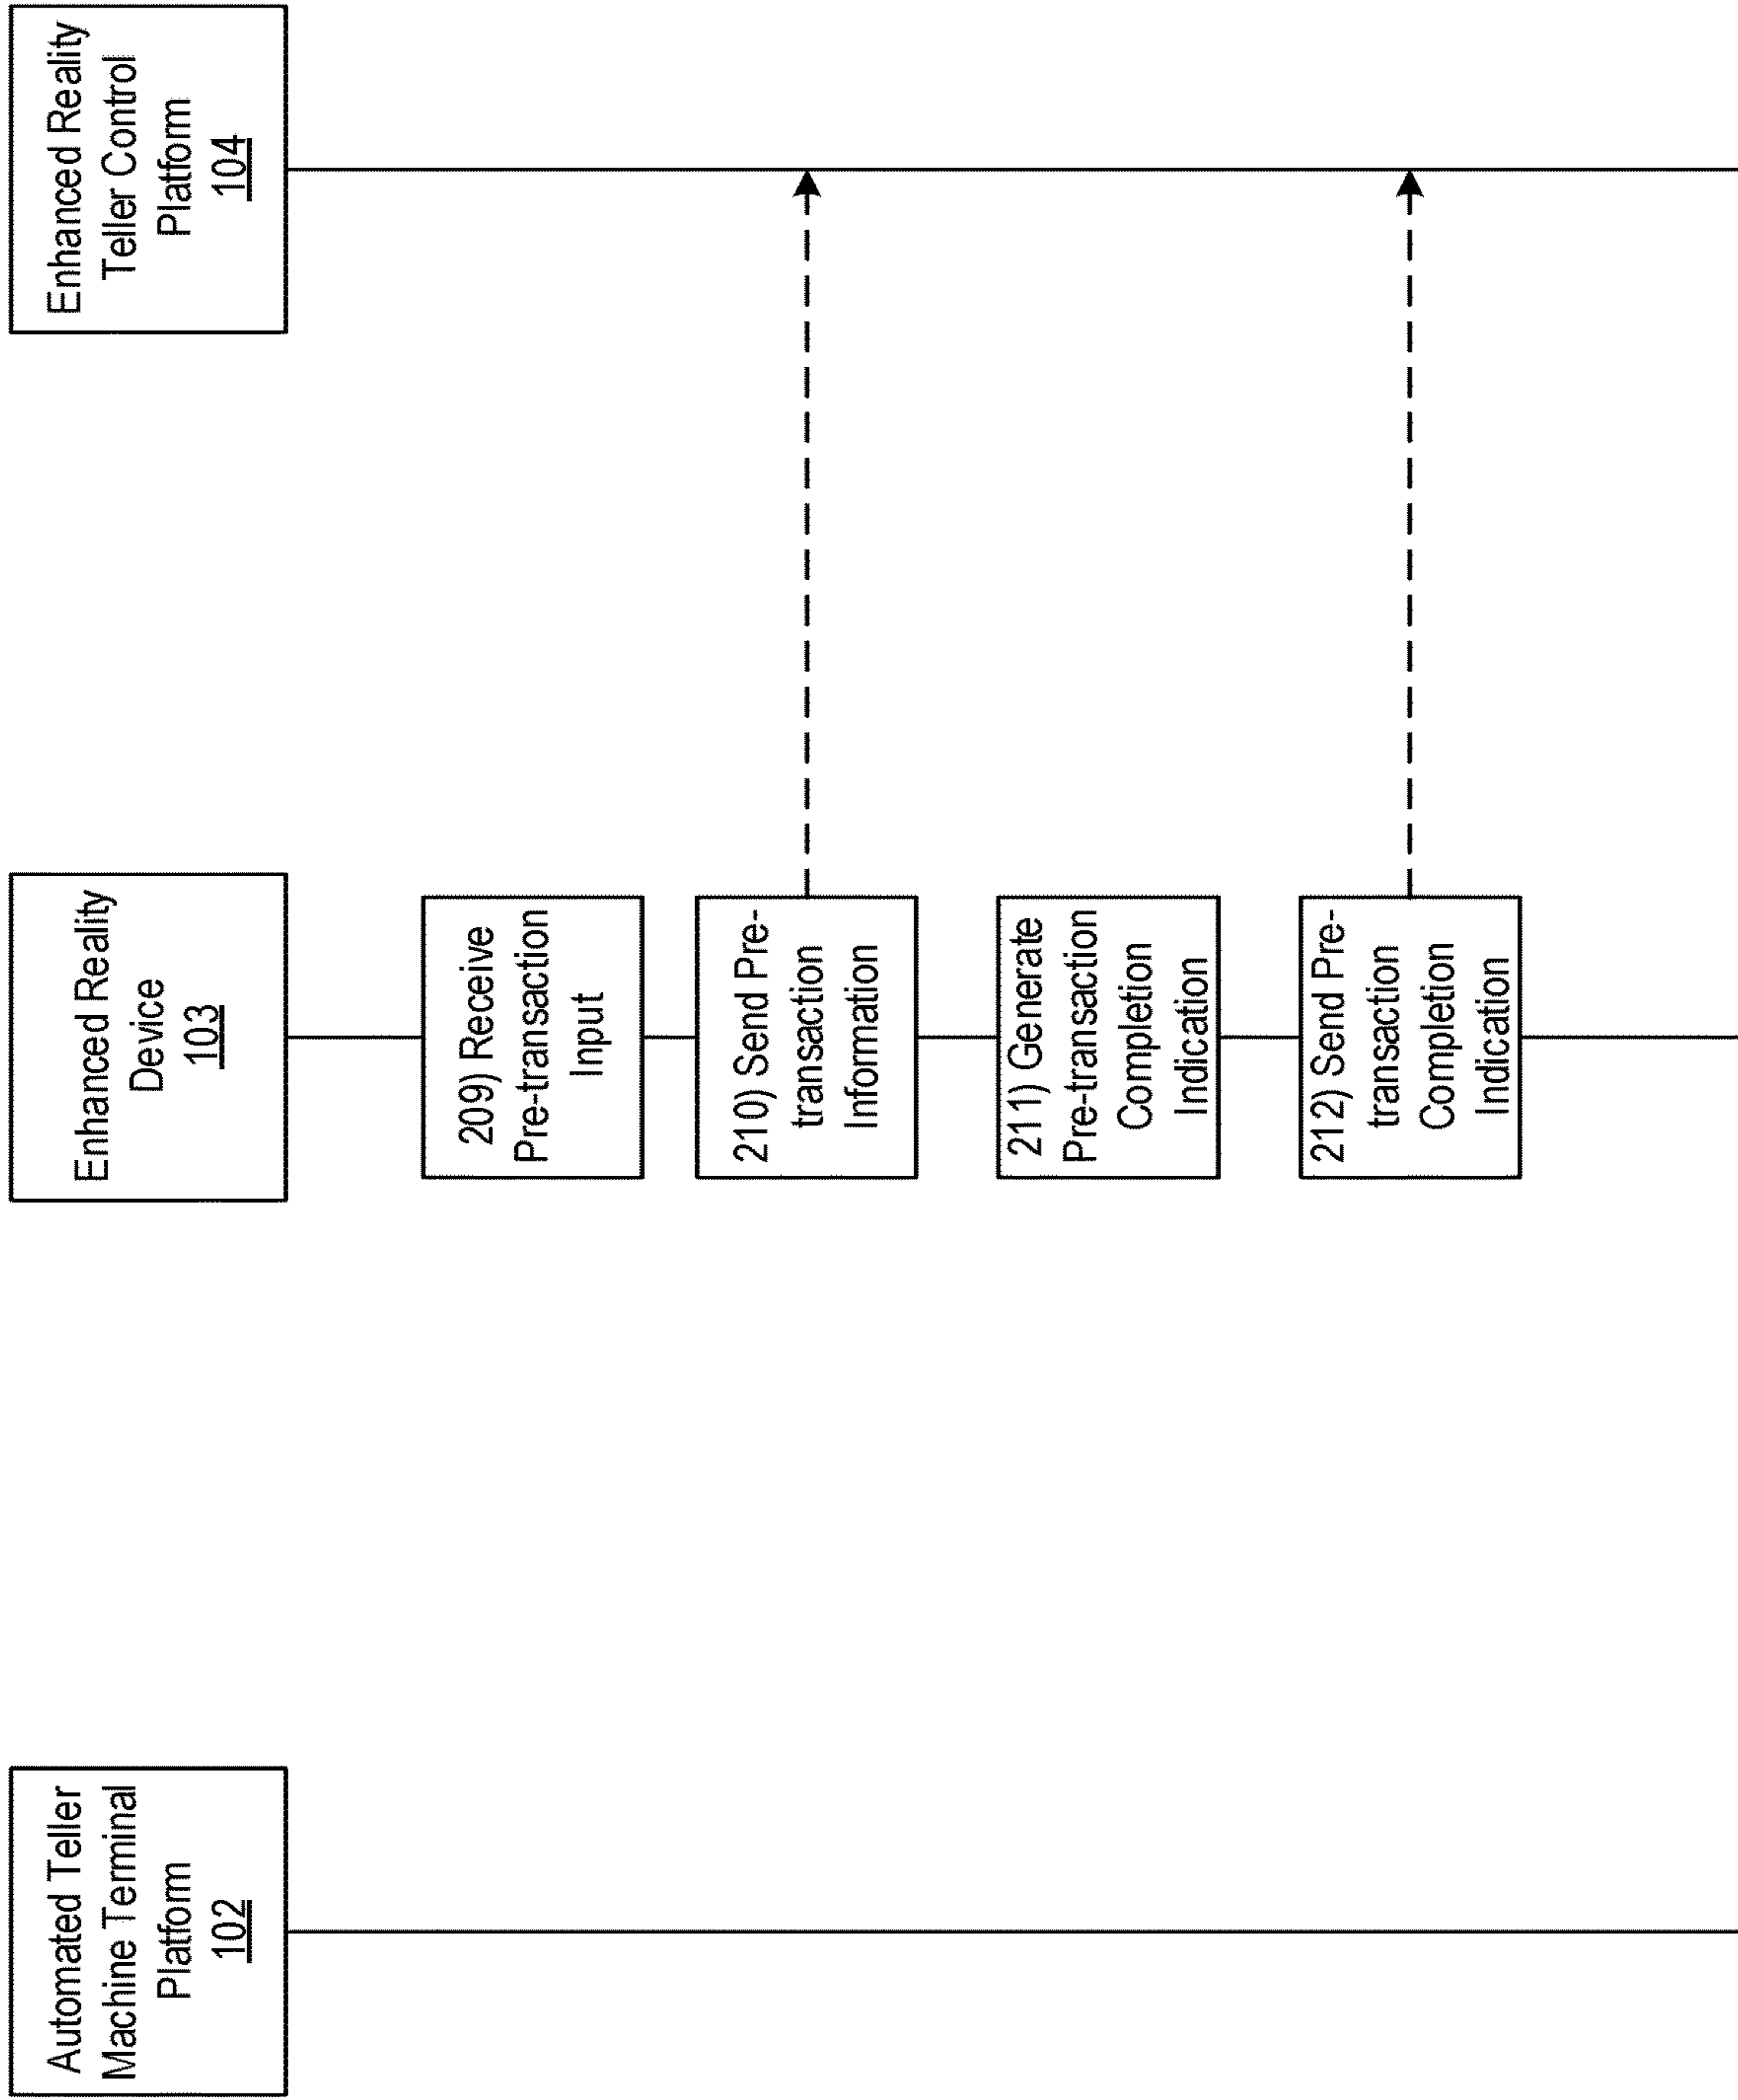 Automated Teller
Machine Terminal
Platform
102
Enhanced Reality
Device
103
Enhanced Reality
Teller Control
Platform
104
209) Receive
Pre-transaction
Input
210) Send Pre-
transaction
Information
211) Generate
Pre-transaction
Completion
Indication
212) Send Pre-
transaction
Completion
Indication